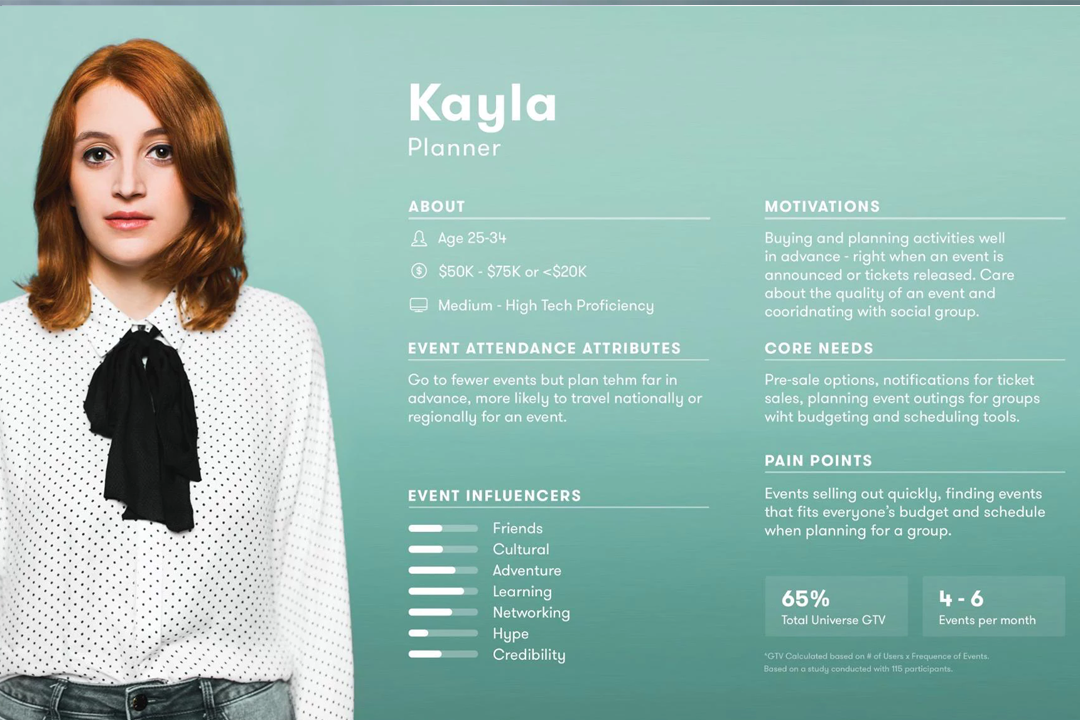 Kayla
Planner
ABOUT
Age 25-34
$50K - $75K or <$20K
Medium - High Tech Proficiency
EVENT ATTENDANCE ATTRIBUTES
Go to fewer events but plan tehm far in
advance, more likely to travel nationally or
regionally for an event.
EVENT INFLUENCERS
Friends
Cultural
Adventure
Learning
Networking
Hype
Credibility
MOTIVATIONS
Buying and planning activities well
in advance - right when an event is
announced or tickets released. Care
about the quality of an event and
cooridnating with social group.
CORE NEEDS
Pre-sale options, notifications for ticket
sales, planning event outings for groups
wiht budgeting and scheduling tools.
PAIN POINTS
Events selling out quickly, finding events
that fits everyone's budget and schedule
when planning for a group.
65%
Total Universe GTV
4 - 6
Events per month
*GTV Calculated based on # of Users x Frequence of Events.
Based on a study conducted with 115 participants.